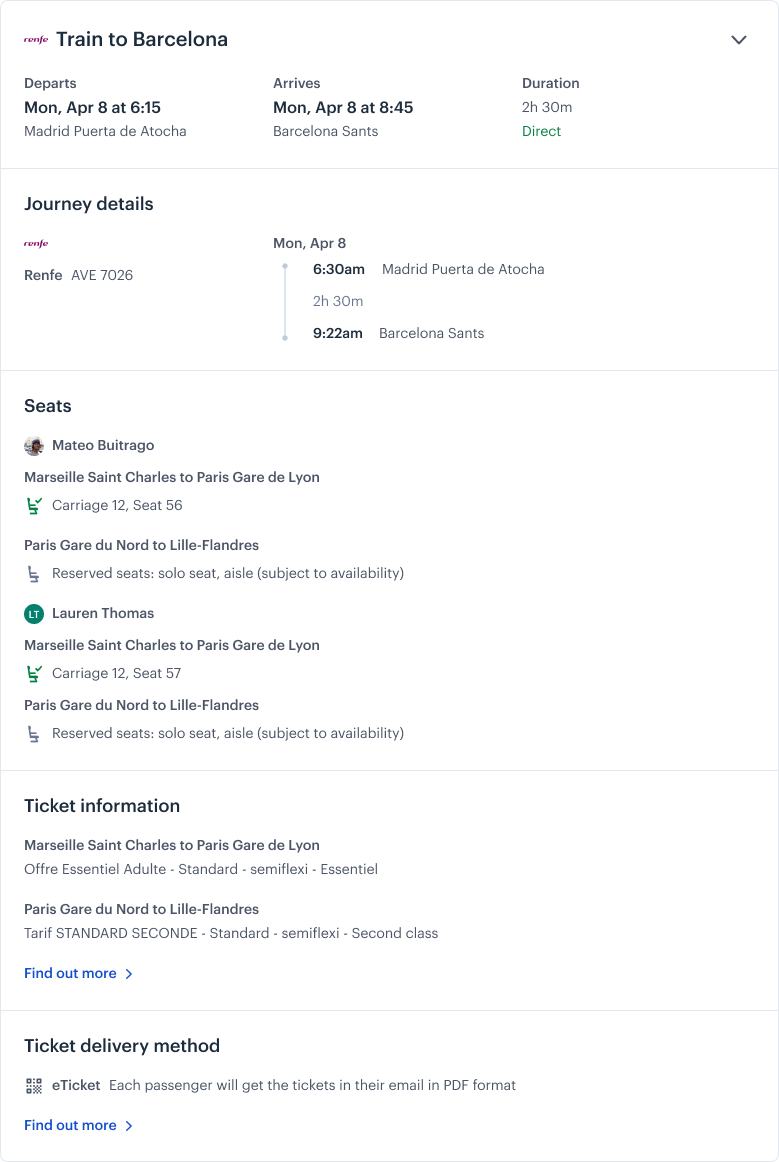 renfe Train to Barcelona
Departs Arrives Duration
Mon, Apr 8 at 6:15 Mon, Apr 8 at 8:45 2h 30m
Madrid Puerta de Atocha Barcelona Sants Direct
Journey details
renfe Mon, Apr 8
6:30am Madrid Puerta de Atocha
Renfe AVE 7026
2h 30m
9:22am Barcelona Sants
Seats
Mateo Buitrago
Marseille Saint Charles to Paris Gare de Lyon
Carriage 12, Seat 56
Paris Gare du Nord to Lille-Flandres
Reserved seats: solo seat, aisle (subject to availability)
LT Lauren Thomas
Marseille Saint Charles to Paris Gare de Lyon
Carriage 12, Seat 57
Paris Gare du Nord to Lille-Flandres
Reserved seats: solo seat, aisle (subject to availability)
Ticket information
Marseille Saint Charles to Paris Gare de Lyon
Offre Essentiel Adulte - Standard - semiflexi - Essentiel
Paris Gare du Nord to Lille-Flandres
Tarif STANDARD SECONDE - Standard - semiflexi - Second class
Find out more
Ticket delivery method
eTicket Each passenger will get the tickets in their email in PDF format
Find out more